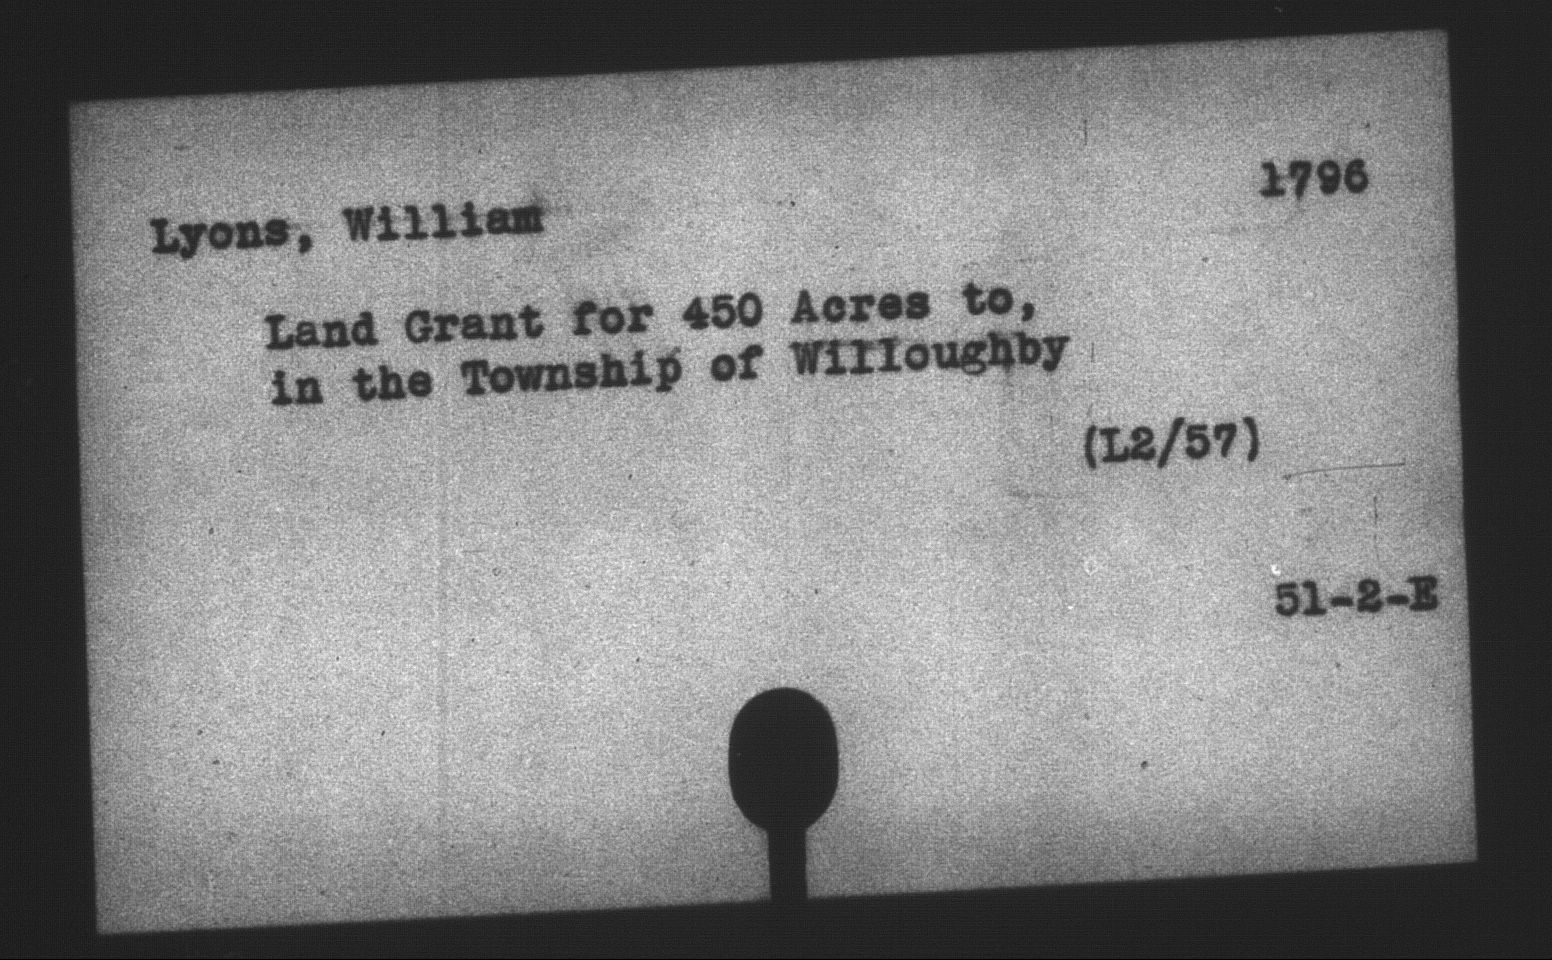 1796
Lyons, William
Land Grant for 450 Acres to,
in the Township of Willoughby
(L2/57)
51-2-E